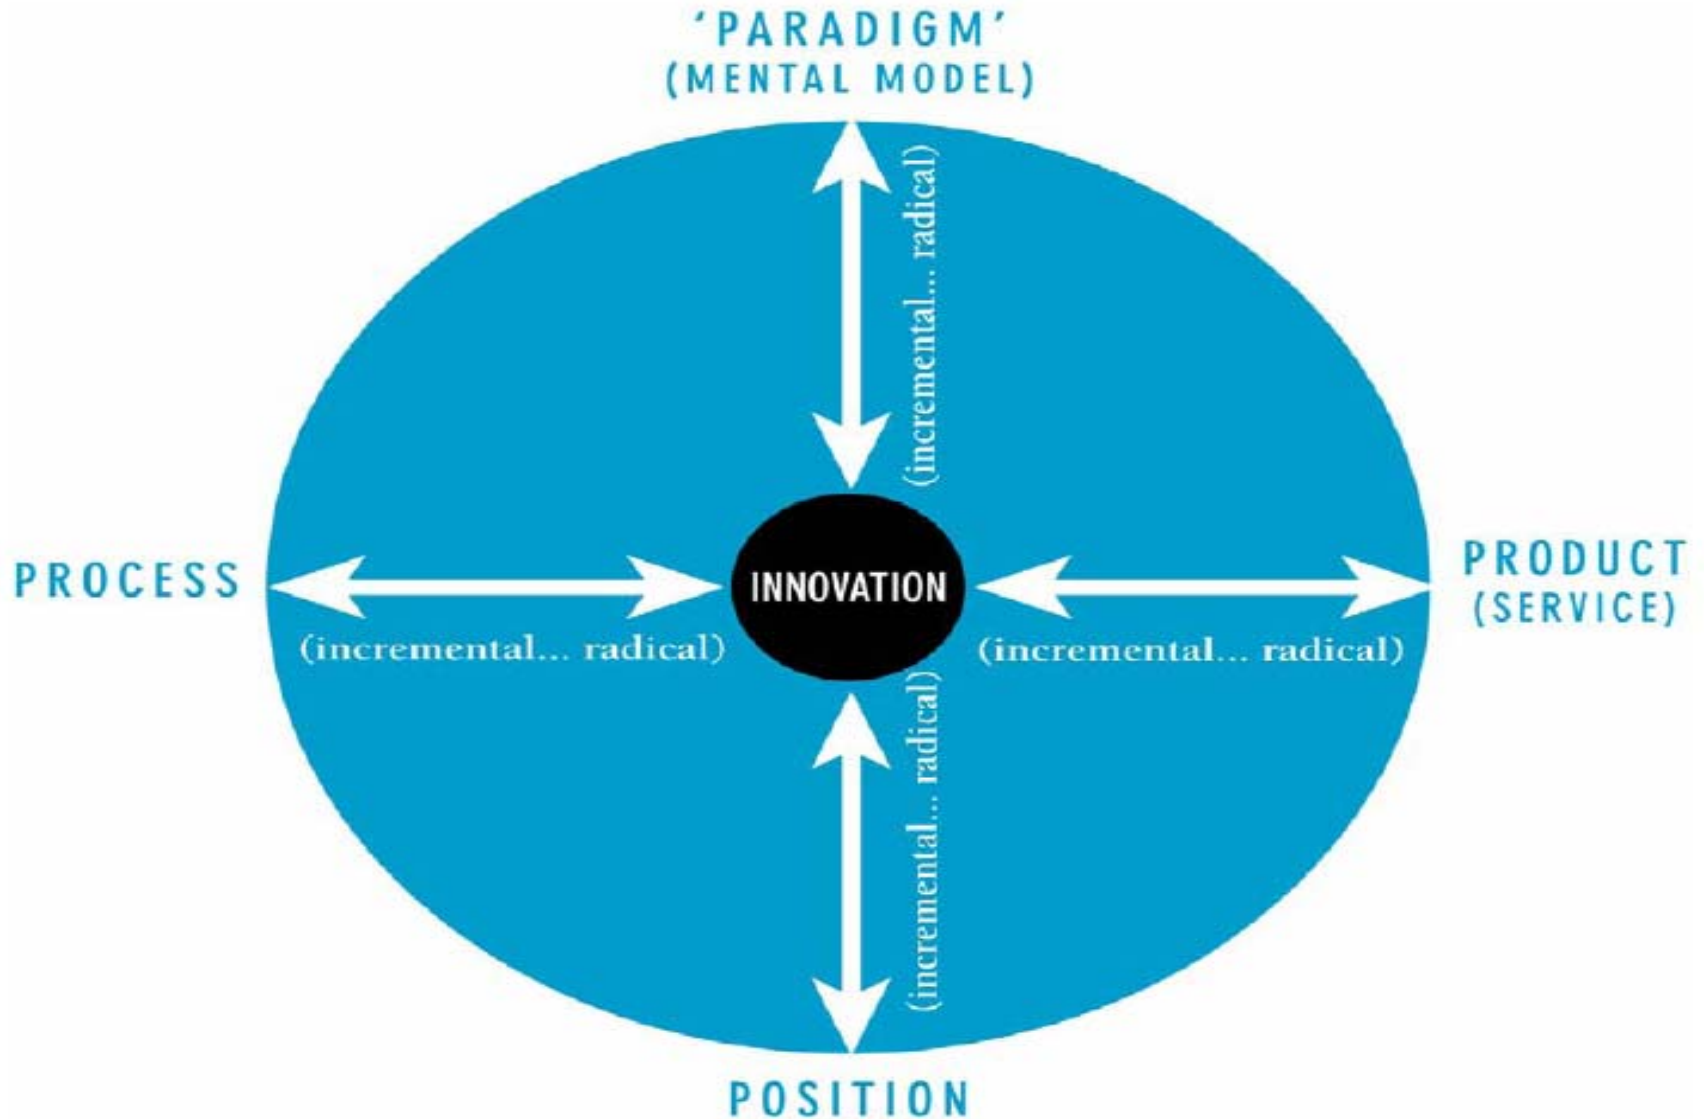 ‘PARADIGM’
(MENTAL MODEL)
(incremental... radical)
PROCESS
INNOVATION
PRODUCT
(SERVICE)
(incremental... radical)
(incremental... radical)
(incremental... radical)
POSITION